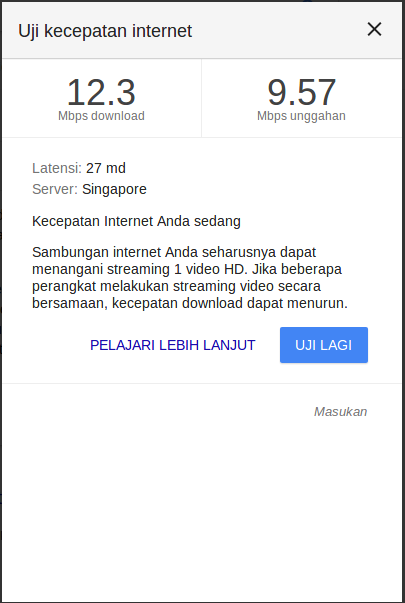 Uji kecepatan internet
12.3
Mbps download
9.57
Mbps unggahan
Latensi: 27 md
Server: Singapore
Kecepatan Internet Anda sedang
Sambungan internet Anda seharusnya dapat
menangani streaming 1 video HD. Jika beberapa
perangkat melakukan streaming video secara
bersamaan, kecepatan download dapat menurun.
PELAJARI LEBIH LANJUT
UJI LAGI
Masukan